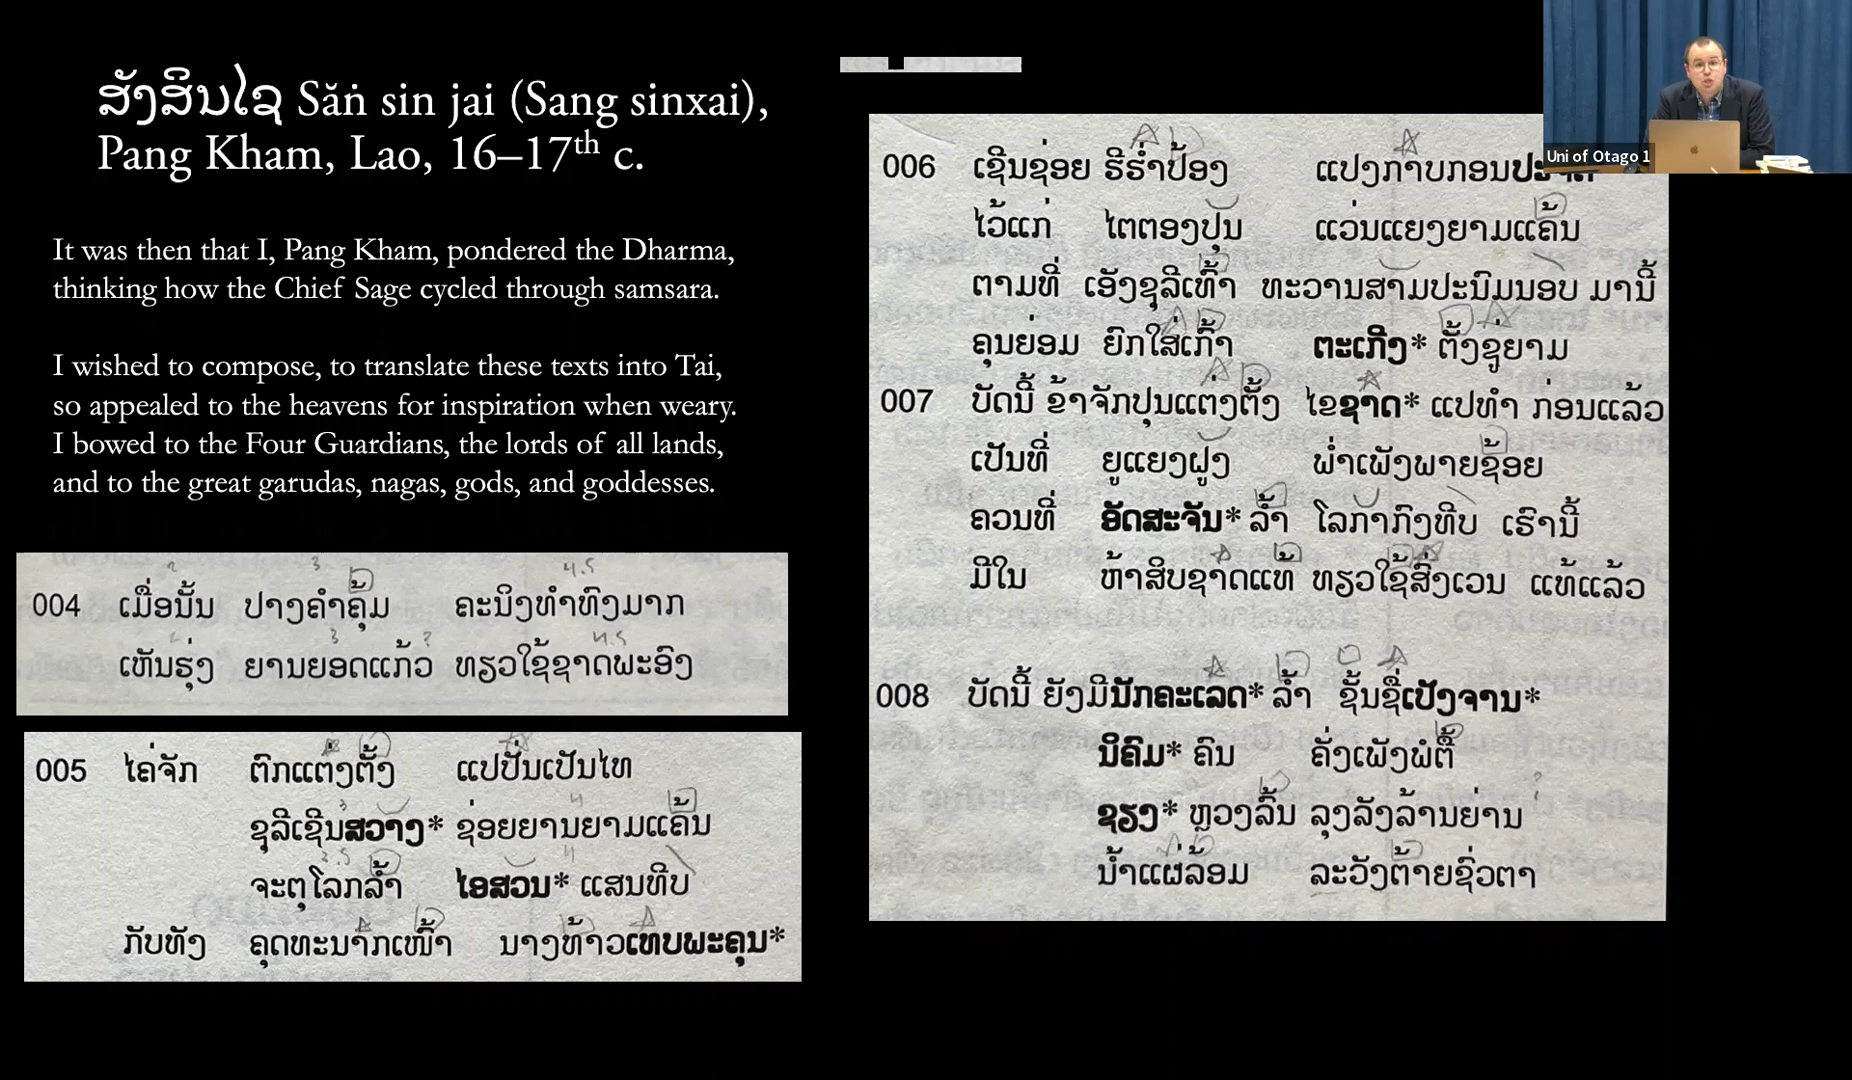 ສັງສິນໄຊ Săṅ sin jai (Sang sinxai),
Pang Kham, Lao, 16–17th c.
It was then that I, Pang Kham, pondered the Dharma,
thinking how the Chief Sage cycled through samsara.
I wished to compose, to translate these texts into Tai,
so appealed to the heavens for inspiration when weary.
I bowed to the Four Guardians, the lords of all lands,
and to the great garudas, nagas, gods, and goddesses.
004 ເມື່ອນັ້ນ ປາງຄຳຄຸ້ມ ຄະນິງທຳທົງມາກ
ເຫັນຮຸ່ງ ຍານຍອດແກ້ວ ທຽວໃຊ້ຊາດພະອົງ
005 ໄຄ່ຈັກ ຕົກແຕ່ງຕັ້ງ ແປປັ່ນເປັນໄທ
ຊຸລີເຊີນສວ່າງ* ຊ່ອຍຍານຍາມແຄ້ນ
ຈະຕຸໂລກລ້ຳ ໄອສວນ* ແສນທີບ
ກັບທັງ ຄຸດທະນາກເໜົ້າ ນາງທ້າວເທບພະຄຸນ*
006 ເຊີນຊ່ອຍ ຮີຮ່ຳປ້ອງ ແປງກາບກອນ
ໄວ້ແກ່ ໄຕຕອງປຸນ ແວ່ນແຍງຍາມແຄ້ນ
ຕາມທີ່ ເອັງຊຸລີເທົ້າ ທະວານສາມປະນົມນອບ ມານີ້
ຄຸນຍ່ອມ ຍົກໃສ່ເກົ້າ ຕະເກີງ* ຕັ້ງຊູ່ຍາມ
007 ບັດນີ້ ຂ້າຈັກປຸນແຕ່ງຕັ້ງ ໄຂຊາດ* ແປທຳ ກ່ອນແລ້ວ
ເປັນທີ່ ຍູແຍງຝູງ ພ່ຳເພັງພາຍຊ້ອຍ
ຄວນທີ່ ອັດສະຈັນ* ລ້ຳ ໂລກາກົງທີບ ເຮົານີ້
ມີໃນ ຫ້າສິບຊາດແທ້ ທຽວໃຊ້ສົ່ງເວນ ແທ້ແລ້ວ
008 ບັດນີ້ ຍັງມີນັກຄະເລດ* ລ້ຳ ຊັ້ນຊື່ເປັງຈານ*
ນິຄົມ* ຄົນ ຄັ່ງເພັງພໍຕື້
ຊຽງ* ຫຼວງລົ້ນ ລຸງລັງລ້ານຍ່ານ
ນ້ຳແຜ່ລ້ອມ ລະວັງຕ້າຍຊົ່ວຕາ
Uni of Otago 1